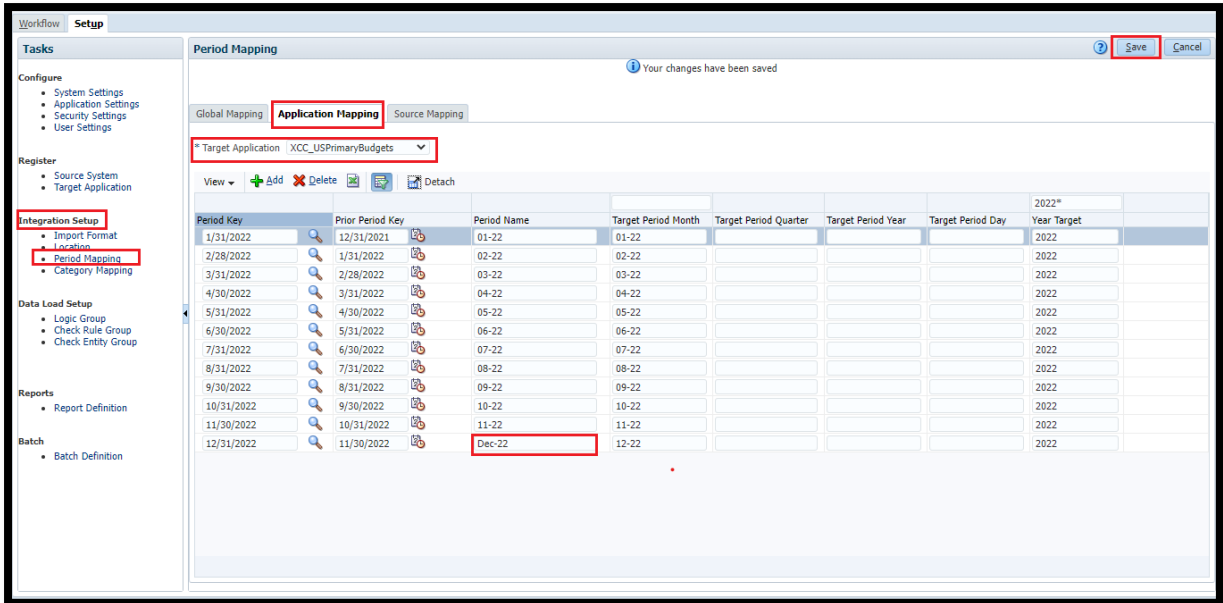 Workflow Setup
Tasks
Configure
System Settings
Application Settings
Security Settings
User Settings
Register
Source System
Target Application
Integration Setup
Import Format
Location
Period Mapping
Category Mapping
Data Load Setup
Logic Group
Check Rule Group
Check Entity Group
Reports
Report Definition
Batch
Batch Definition
Period Mapping ? Save Cancel
i Your changes have been saved
Global Mapping Application Mapping Source Mapping
* Target Application XCC_USPrimaryBudgets
View Add Delete Detach
2022*
Period Key Prior Period Key Period Name Target Period Month Target Period Quarter Target Period Year Target Period Day Year Target
1/31/2022 12/31/2021 01-22 01-22 2022
2/28/2022 1/31/2022 02-22 02-22 2022
3/31/2022 2/28/2022 03-22 03-22 2022
4/30/2022 3/31/2022 04-22 04-22 2022
5/31/2022 4/30/2022 05-22 05-22 2022
6/30/2022 5/31/2022 06-22 06-22 2022
7/31/2022 6/30/2022 07-22 07-22 2022
8/31/2022 7/31/2022 08-22 08-22 2022
9/30/2022 8/31/2022 09-22 09-22 2022
10/31/2022 9/30/2022 10-22 10-22 2022
11/30/2022 10/31/2022 11-22 11-22 2022
12/31/2022 11/30/2022 Dec-22 12-22 2022